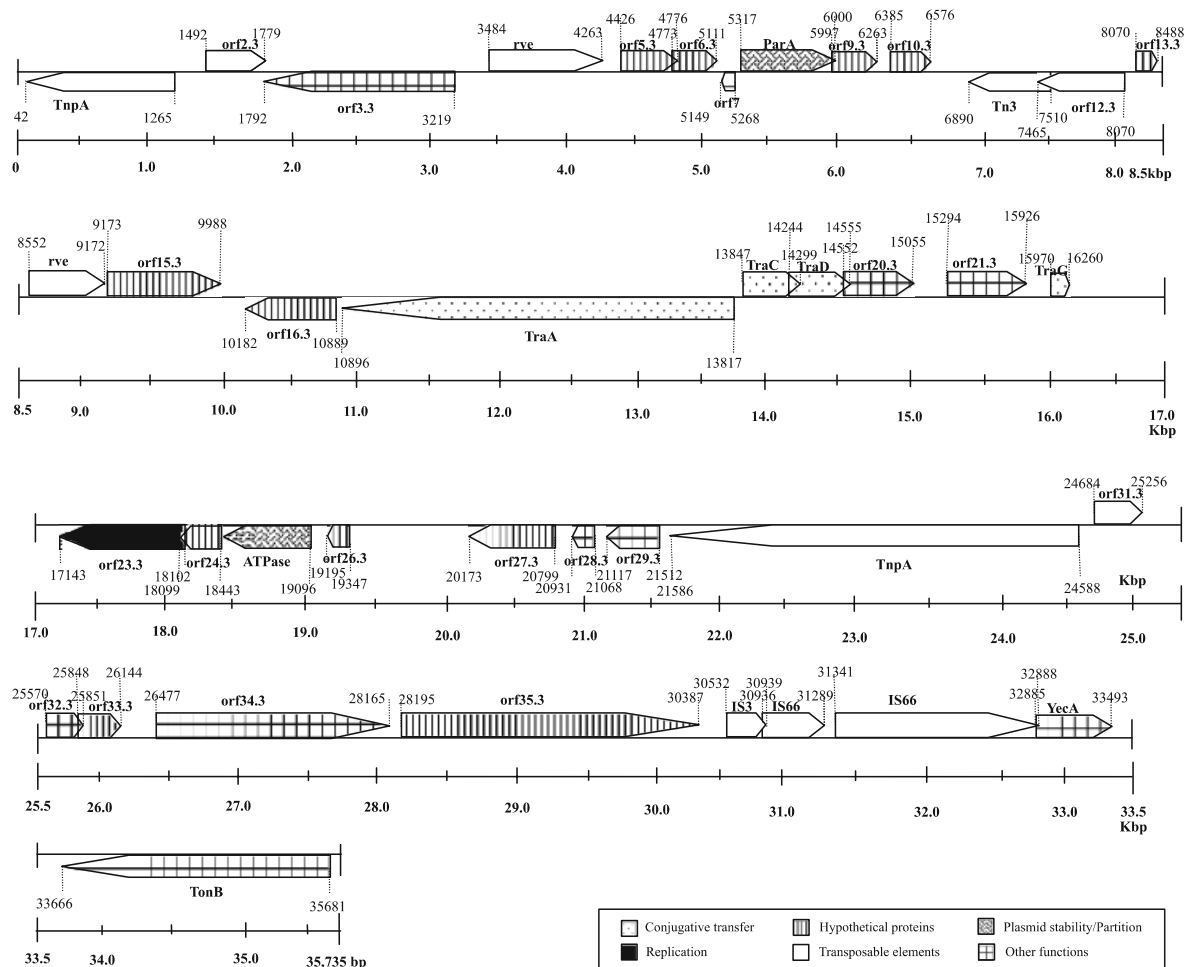 1492 1779 3484 4263 4426 4776 5317 6000 6385 6576 8070 8488
4773 5111 5997 6263
orf2.3 rve orf5.3 orf6.3 ParA orf9.3 orf10.3 orf13.3
TnpA orf3.3 orf7 Tn3 orf12.3
42 1265 1792 3219 5149 5268 6890 7465 7510 8070
0 1.0 2.0 3.0 4.0 5.0 6.0 7.0 8.0 8.5kbp
8552 9173 9988 14244 14555 15294 15926
9172 13847 14299 14552 15055 15970 16260
rve orf15.3 TraC TraD orf20.3 orf21.3 TraG
orf16.3 TraA
10182 10889 10896 13817
8.5 9.0 10.0 11.0 12.0 13.0 14.0 15.0 16.0 17.0
Kbp
24684 25256
orf31.3
orf23.3 orf24.3 ATPase orf26.3 orf27.3 orf28.3 orf29.3 TnpA Kbp
17143 18102 19195 20173 20799 21117 21512
18099 18443 19096 19347 20931 21068 21586 24588
17.0 18.0 19.0 20.0 21.0 22.0 23.0 24.0 25.0
25848 26144 30532 30939 31341 32888
25570 25851 26477 28165 28195 30387 30936 31289 32885 33493
orf32.3 orf33.3 orf34.3 orf35.3 IS3 IS66 IS66 YecA
25.5 26.0 27.0 28.0 29.0 30.0 31.0 32.0 33.0 33.5
Kbp
TonB
33666 35681
33.5 34.0 35.0 35.735 bp
Conjugative transfer Hypothetical proteins Plasmid stability/Partition
Replication Transposable elements Other functions